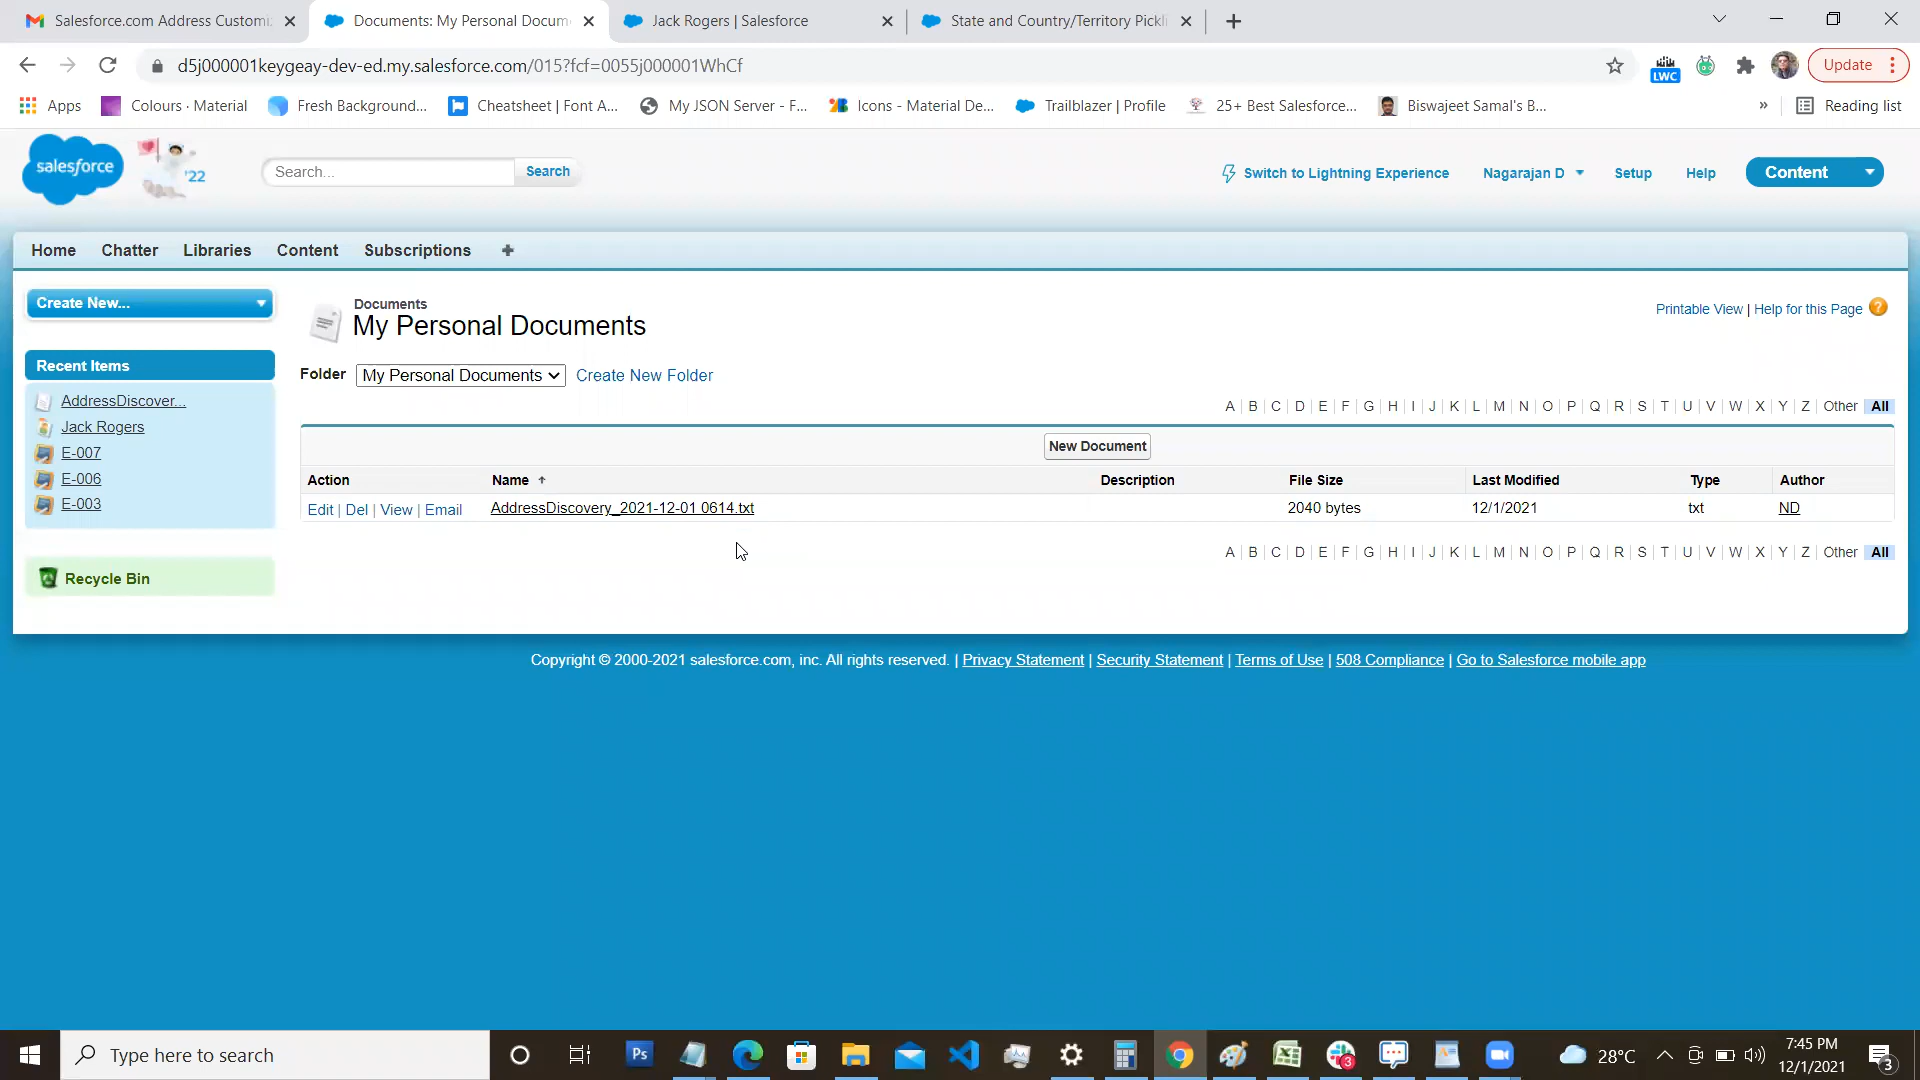 Salesforce.com Address Customi
Documents: My Personal Docum
Jack Rogers | Salesforce
State and Country/Territory Pickli
d5j000001keygeay-dev-ed.my.salesforce.com/015?fcf=0055j000001WhCf
LWC
Update
Apps
Colours · Material
Fresh Background...
Cheatsheet | Font A...
My JSON Server - F...
Icons - Material De...
Trailblazer | Profile
25+ Best Salesforce...
Biswajeet Samal's B...
»
Reading list
salesforce
'22
Search...
Search
Switch to Lightning Experience
Nagarajan D
Setup
Help
Content
Home
Chatter
Libraries
Content
Subscriptions
Create New...
Recent Items
AddressDiscover...
Jack Rogers
E-007
E-006
E-003
Recycle Bin
Documents
My Personal Documents
Printable View | Help for this Page ?
Folder My Personal Documents Create New Folder
A | B | C | D | E | F | G | H | I | J | K | L | M | N | O | P | Q | R | S | T | U | V | W | X | Y | Z | Other All
New Document
Action Name Description File Size Last Modified Type Author
Edit | Del | View | Email AddressDiscovery_2021-12-01 0614.txt 2040 bytes 12/1/2021 txt ND
A | B | C | D | E | F | G | H | I | J | K | L | M | N | O | P | Q | R | S | T | U | V | W | X | Y | Z | Other All
Copyright © 2000-2021 salesforce.com, inc. All rights reserved. | Privacy Statement | Security Statement | Terms of Use | 508 Compliance | Go to Salesforce mobile app
Type here to search
Ps
3
28°C
7:45 PM
12/1/2021
3